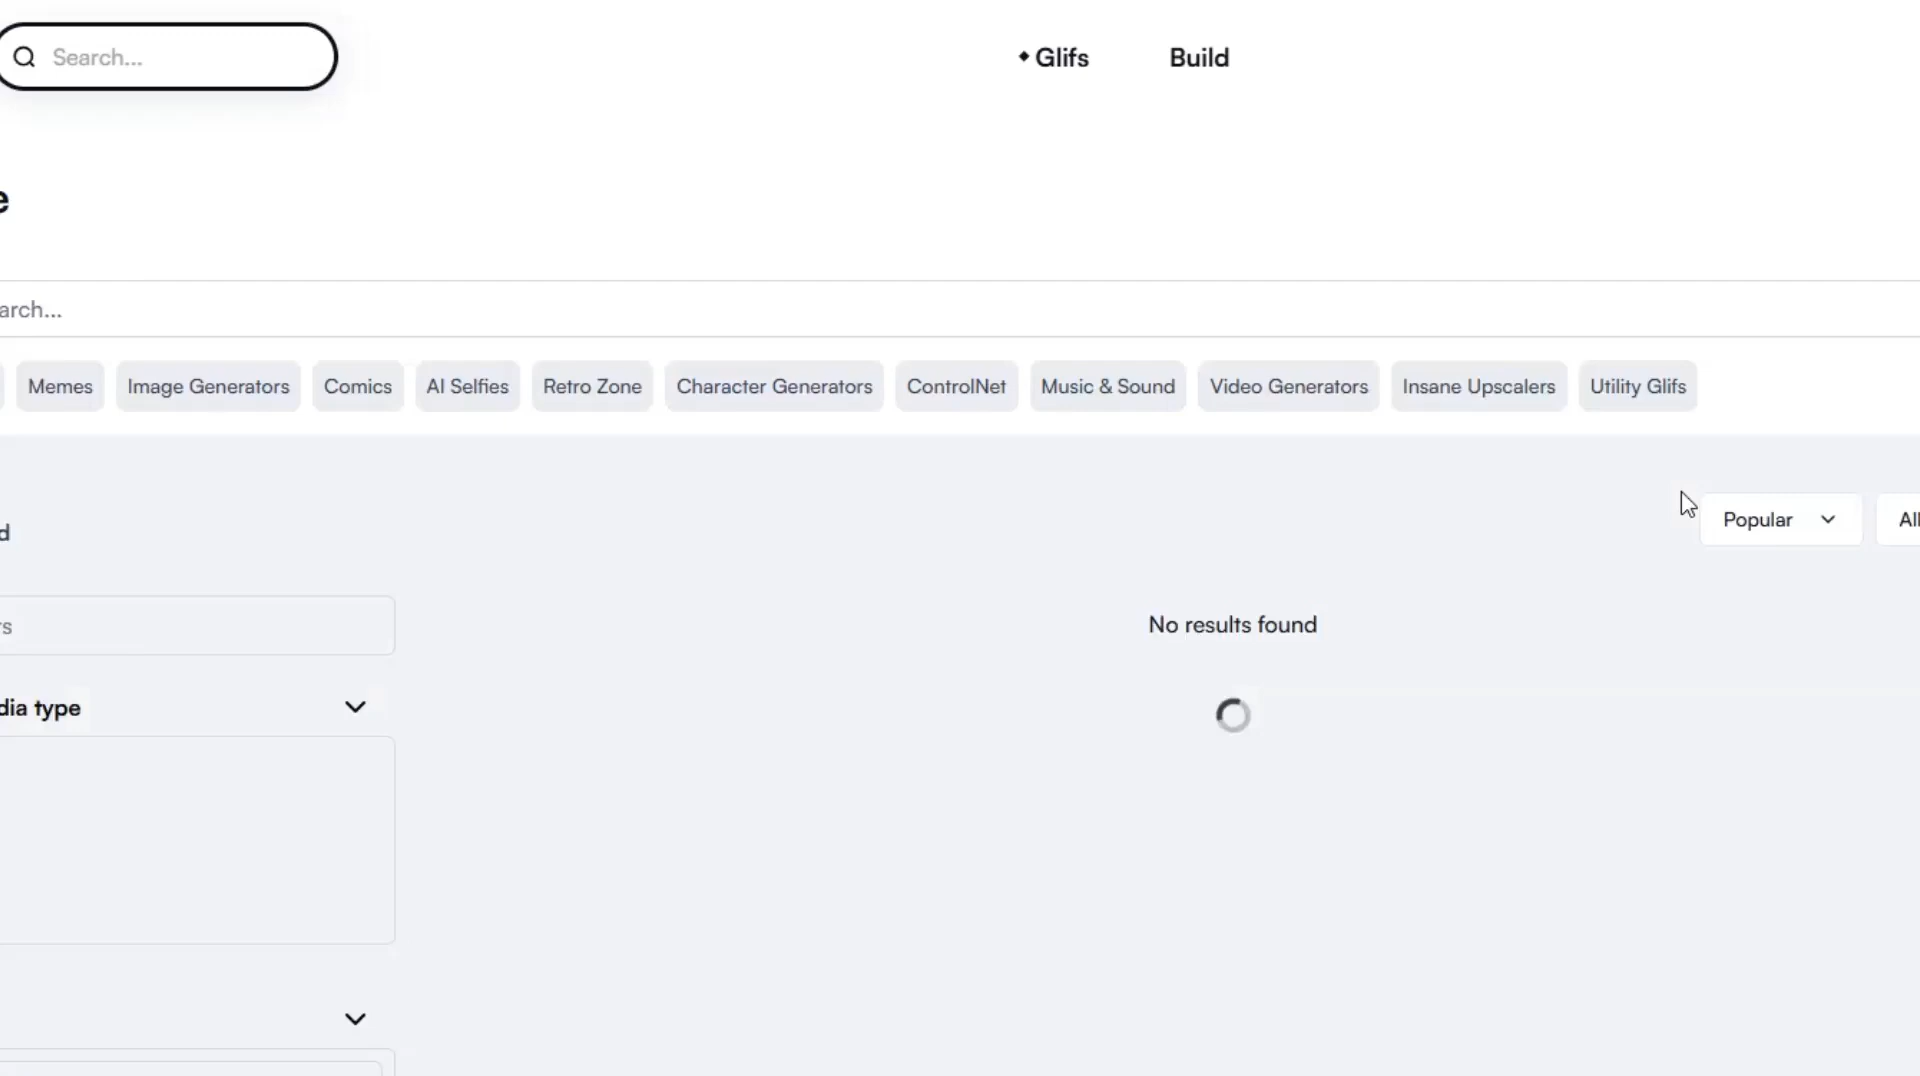 Search...
Glifs
Build
e
arch...
Memes
Image Generators
Comics
AI Selfies
Retro Zone
Character Generators
ControlNet
Music & Sound
Video Generators
Insane Upscalers
Utility Glifs
d
Popular
All
rs
No results found
dia type